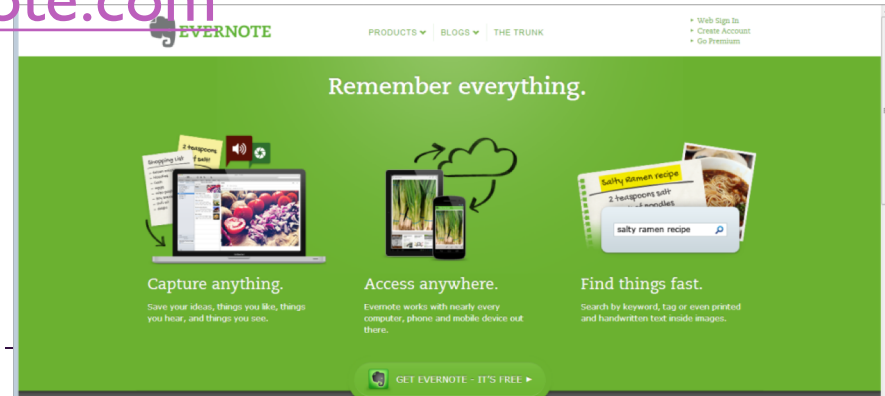 ote.com
EVERNOTE
PRODUCTS
BLOGS
THE TRUNK
Web Sign In
Create Account
Go Premium
Remember everything.
Shopping List
2 teaspoons
of salt
Salty Ramen recipe
2 teaspoons salt
of noodles
salty ramen recipe
Capture anything.
Save your ideas, things you like, things
you hear, and things you see.
Access anywhere.
Evernote works with nearly every
computer, phone and mobile device out
there.
Find things fast.
Search by keyword, tag or even printed
and handwritten text inside images.
GET EVERNOTE - IT'S FREE